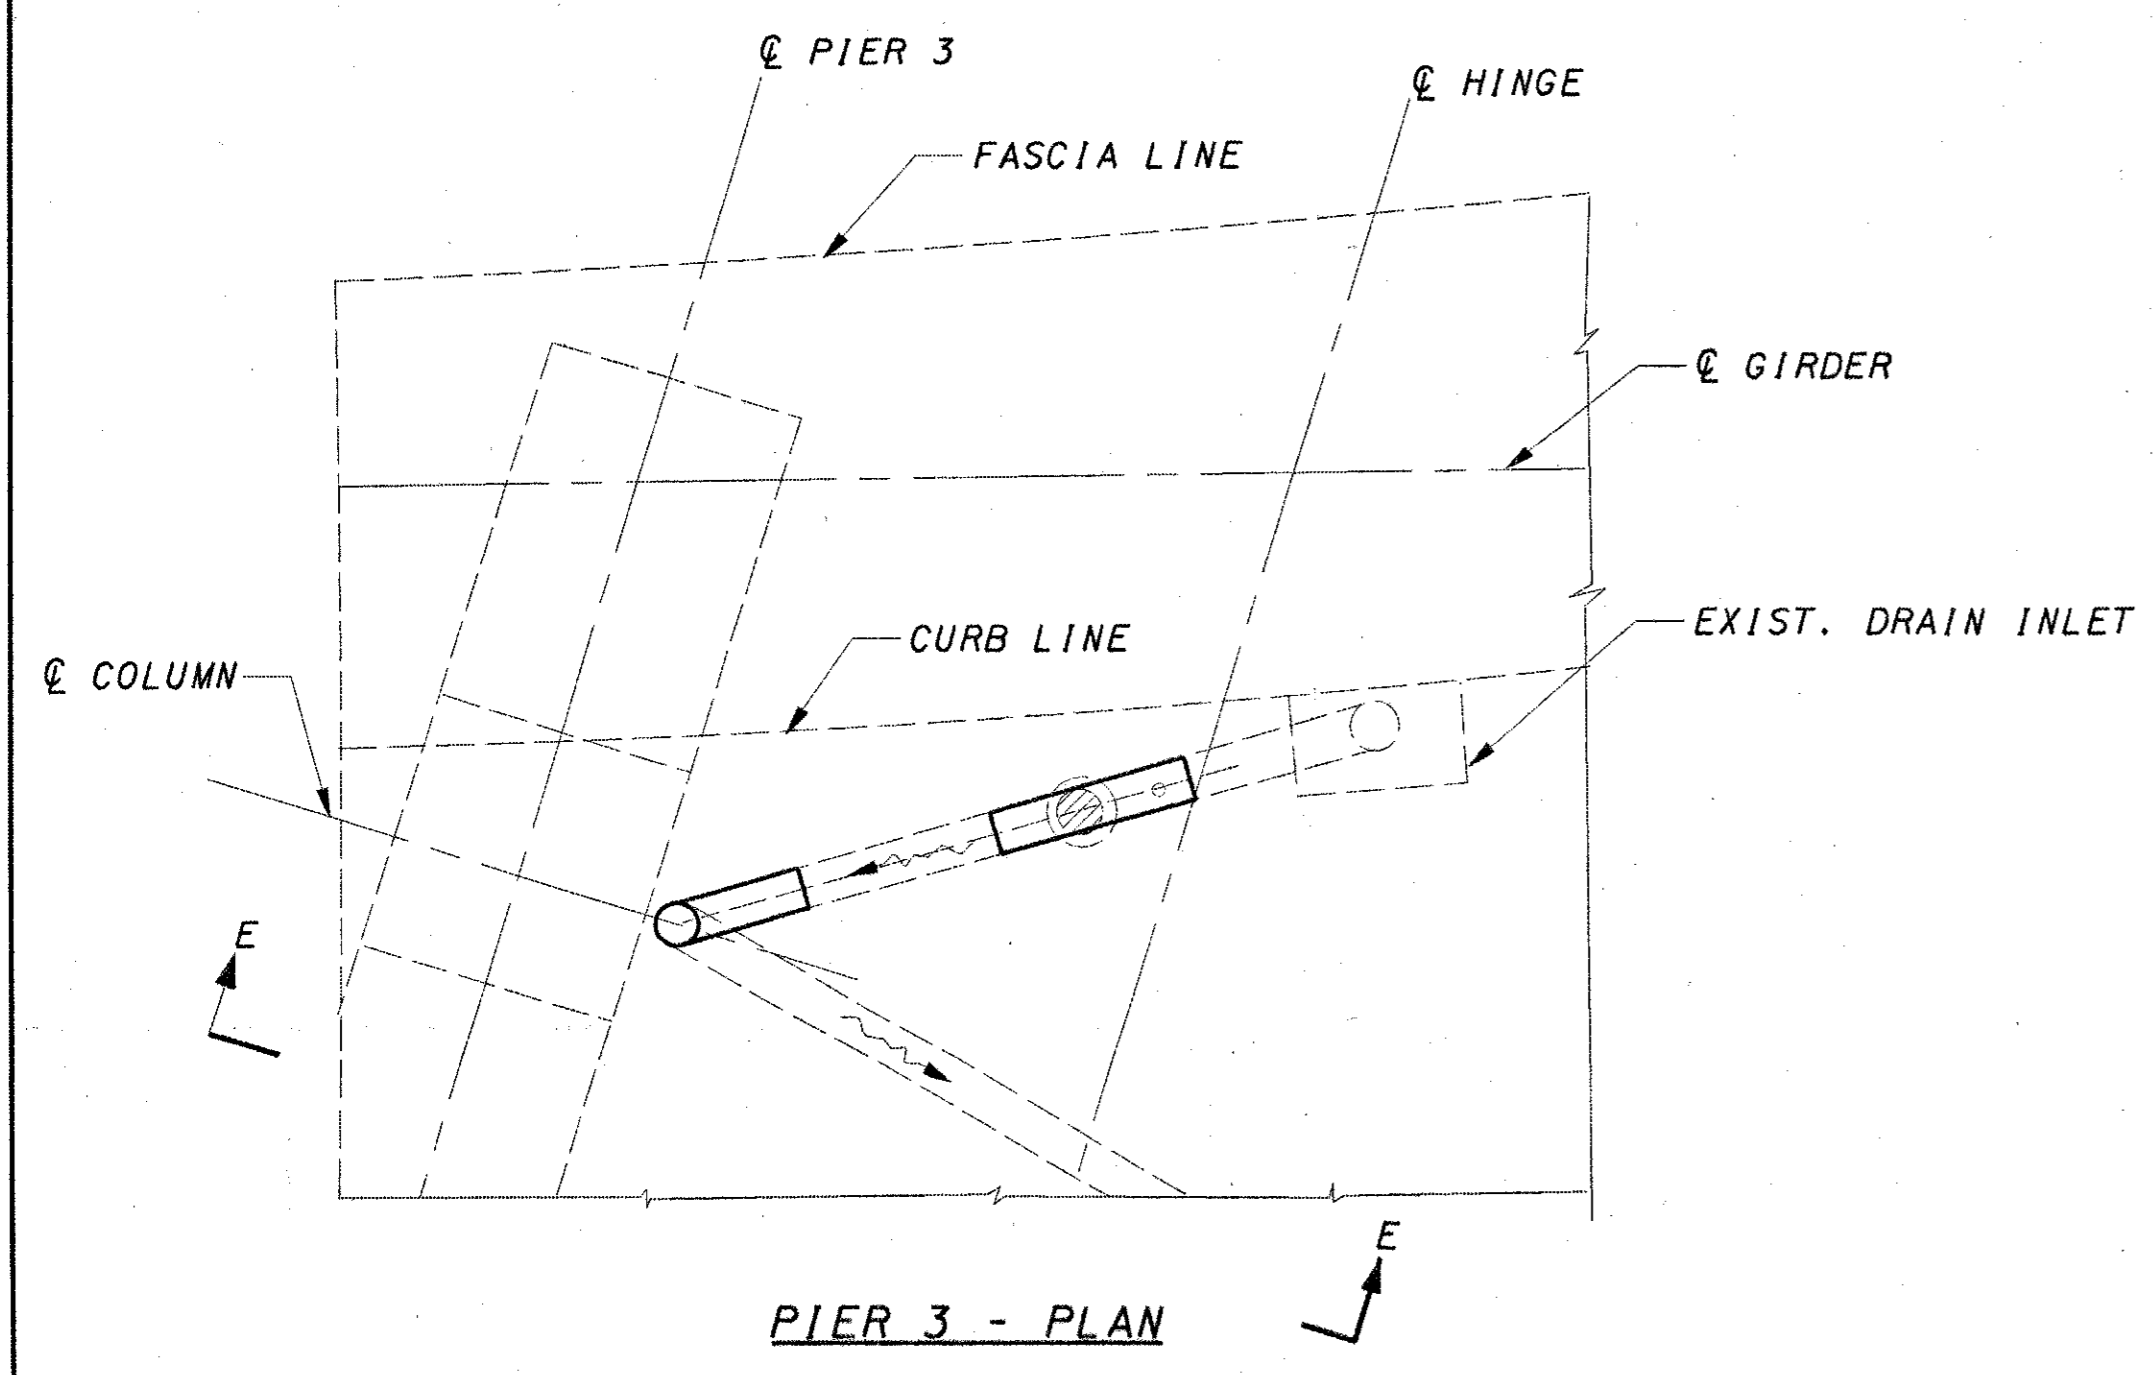 ℄ PIER 3
℄ HINGE
FASCIA LINE
℄ GIRDER
EXIST. DRAIN INLET
CURB LINE
℄ COLUMN
E
E
PIER 3 - PLAN